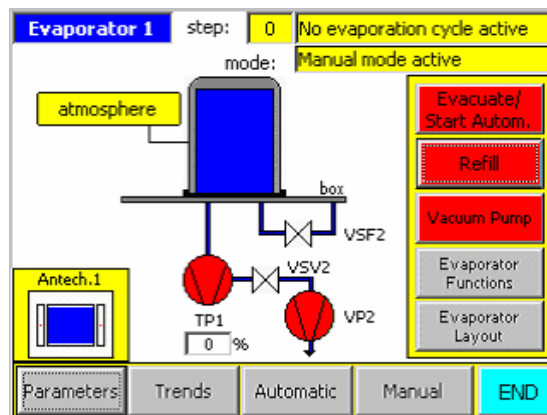 Evaporator 1 step: 0 No evaporation cycle active
mode: Manual mode active
atmosphere
Evacuate/
Start Autom.
Refill
box
VSF2
Vacuum Pump
Antech.1
VSV2
Evaporator
Functions
TP1
VP2
0 %
Evaporator
Layout
Parameters Trends Automatic Manual END